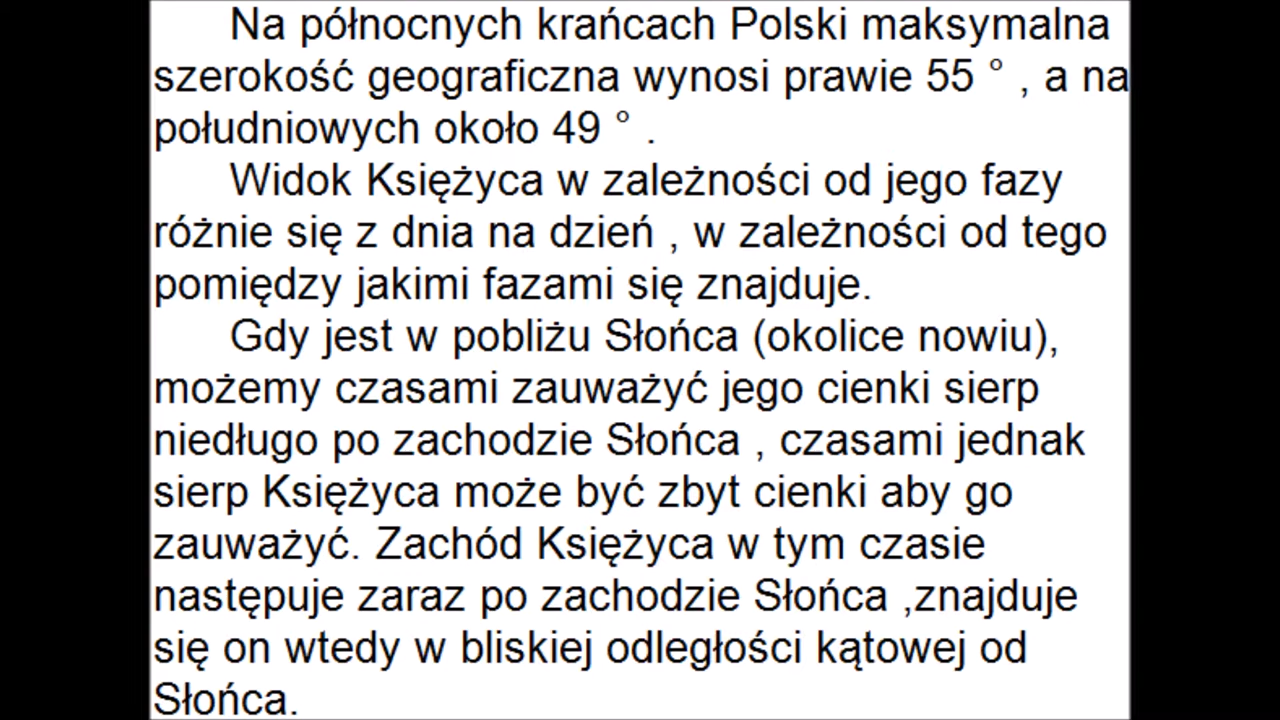 Na północnych krańcach Polski maksymalna
szerokość geograficzna wynosi prawie 55 ° , a na
południowych około 49 ° .
Widok Księżyca w zależności od jego fazy
różnie się z dnia na dzień , w zależności od tego
pomiędzy jakimi fazami się znajduje.
Gdy jest w pobliżu Słońca (okolice nowiu),
możemy czasami zauważyć jego cienki sierp
niedługo po zachodzie Słońca , czasami jednak
sierp Księżyca może być zbyt cienki aby go
zauważyć. Zachód Księżyca w tym czasie
następuje zaraz po zachodzie Słońca ,znajduje
się on wtedy w bliskiej odległości kątowej od
Słońca.